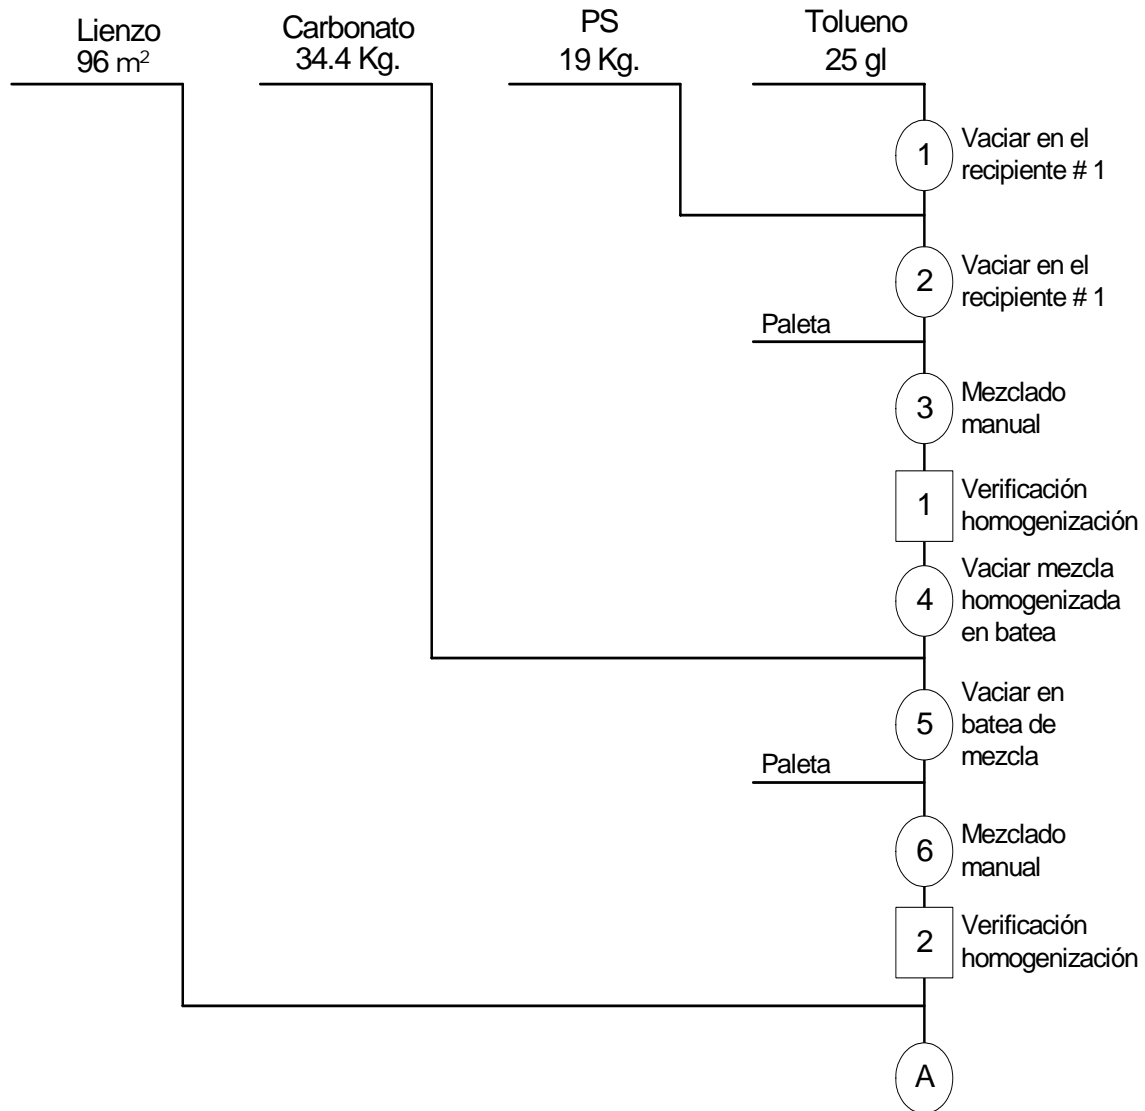 Lienzo
96 m²
Carbonato
34.4 Kg.
PS
19 Kg.
Tolueno
25 gl
1
Vaciar en el
recipiente # 1
2
Vaciar en el
recipiente # 1
Paleta
3
Mezclado
manual
1
Verificación
homogenización
4
Vaciar mezcla
homogenizada
en batea
5
Vaciar en
batea de
mezcla
Paleta
6
Mezclado
manual
2
Verificación
homogenización
A